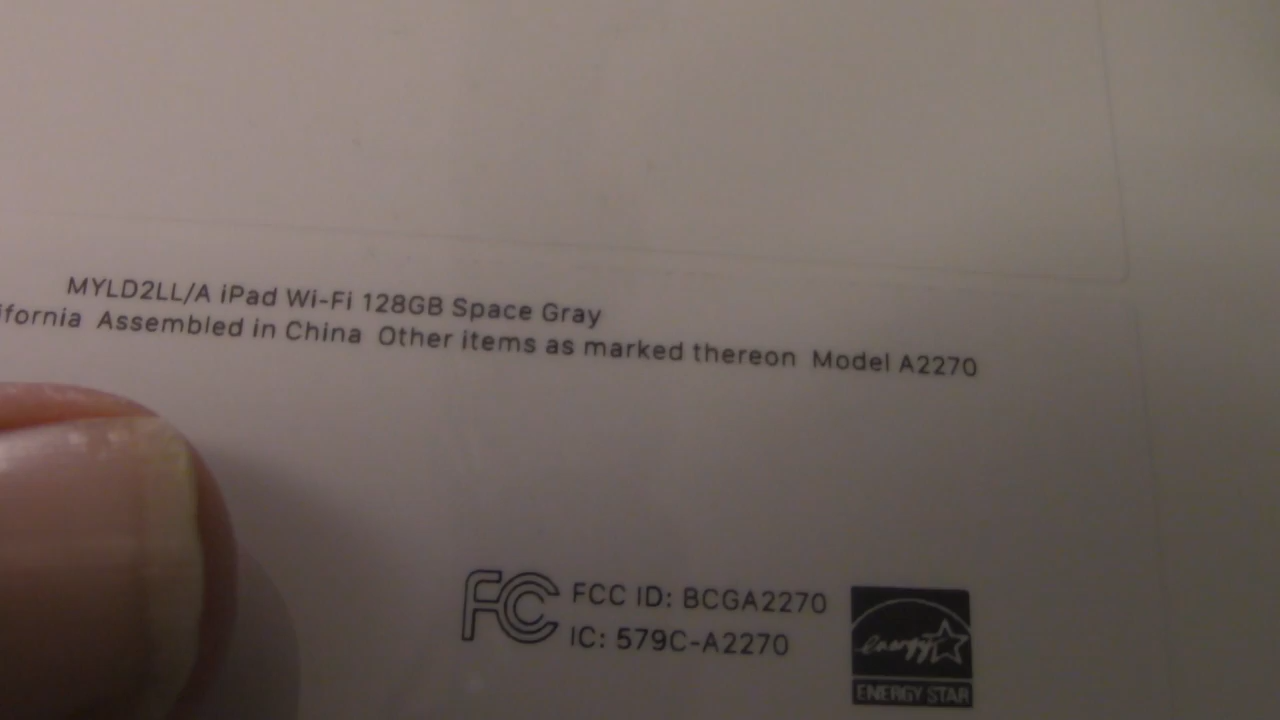 MYLD2LL/A iPad Wi-Fi 128GB Space Gray
ifornia Assembled in China Other items as marked thereon Model A2270
FC FCC ID: BCGA2270
IC: 579C-A2270
energy
ENERGY STAR